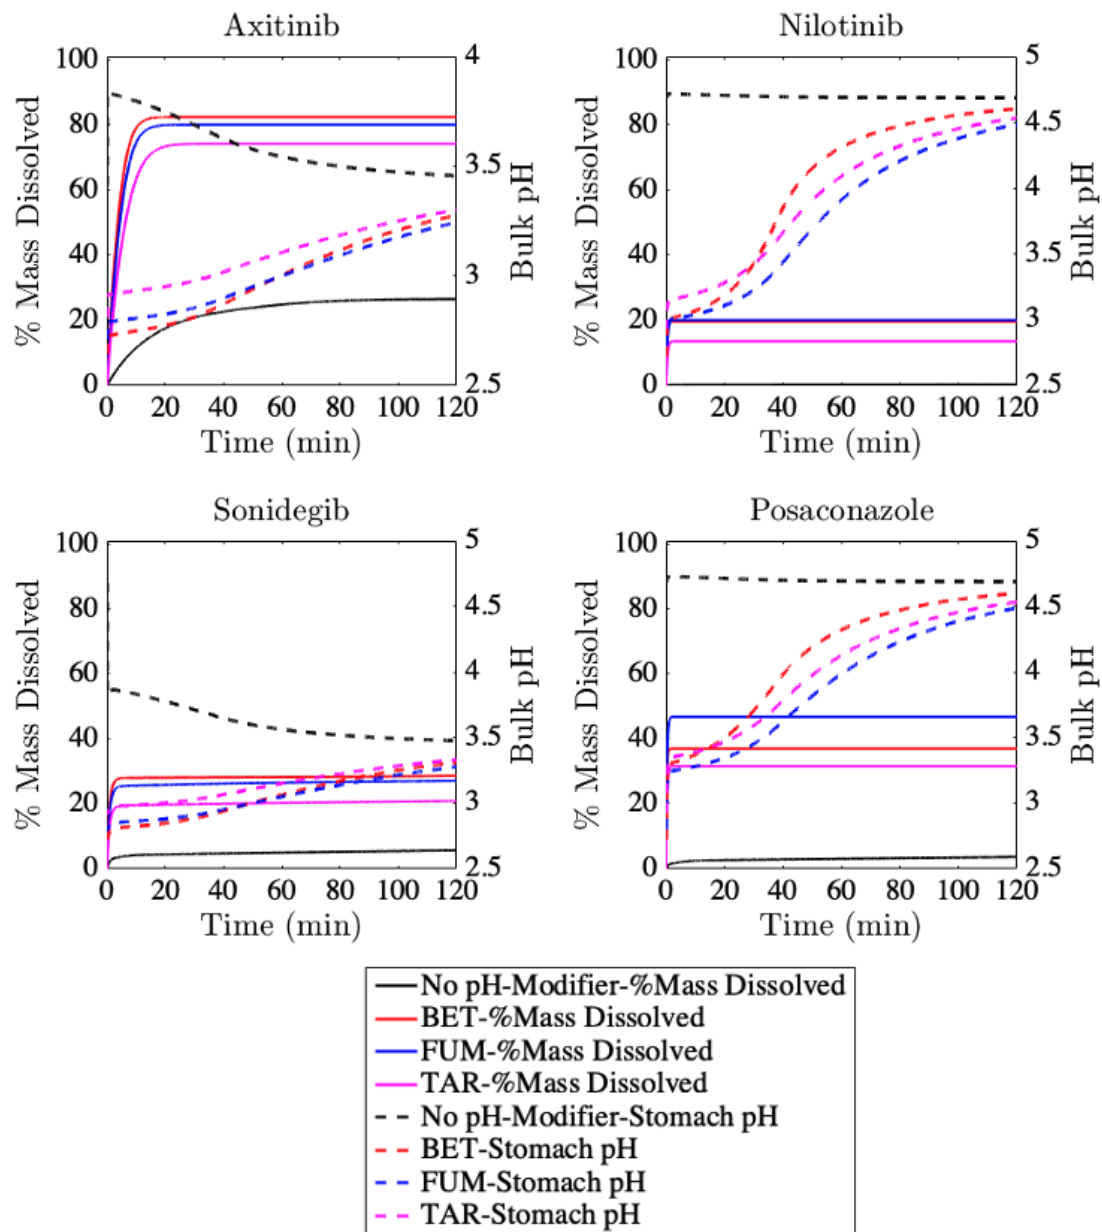 Axitinib
% Mass Dissolved
100
80
60
40
20
0
4
3.5
3
2.5
Bulk pH
0 20 40 60 80 100 120
Time (min)
Nilotinib
% Mass Dissolved
100
80
60
40
20
0
5
4.5
4
3.5
3
2.5
Bulk pH
0 20 40 60 80 100 120
Time (min)
Sonidegib
% Mass Dissolved
100
80
60
40
20
0
5
4.5
4
3.5
3
2.5
Bulk pH
0 20 40 60 80 100 120
Time (min)
Posaconazole
% Mass Dissolved
100
80
60
40
20
0
5
4.5
4
3.5
3
2.5
Bulk pH
0 20 40 60 80 100 120
Time (min)
No pH-Modifier-%Mass Dissolved
BET-%Mass Dissolved
FUM-%Mass Dissolved
TAR-%Mass Dissolved
No pH-Modifier-Stomach pH
BET-Stomach pH
FUM-Stomach pH
TAR-Stomach pH